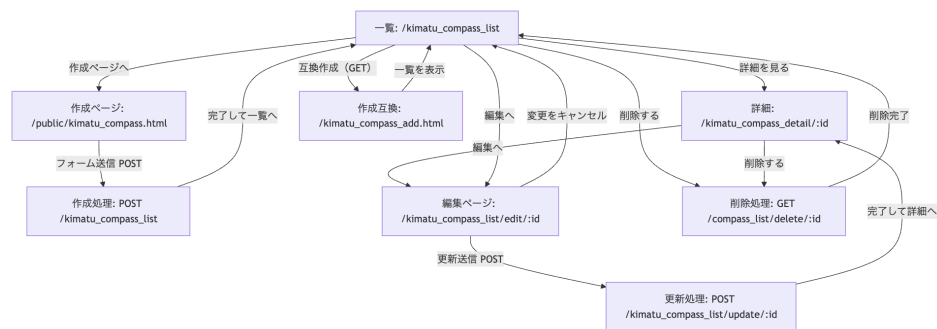 一覧: /kimatu_compass_list
作成ページへ
互換作成（GET）
一覧を表示
詳細を見る
作成ページ:
/public/kimatu_compass.html
完了して一覧へ
作成互換:
/kimatu_compass_add.html
編集へ
変更をキャンセル
削除する
詳細:
/kimatu_compass_detail/:id
削除完了
編集へ
フォーム送信 POST
削除する
作成処理: POST
/kimatu_compass_list
編集ページ:
/kimatu_compass_list/edit/:id
削除処理: GET
/compass_list/delete/:id
完了して詳細へ
更新送信 POST
更新処理: POST
/kimatu_compass_list/update/:id